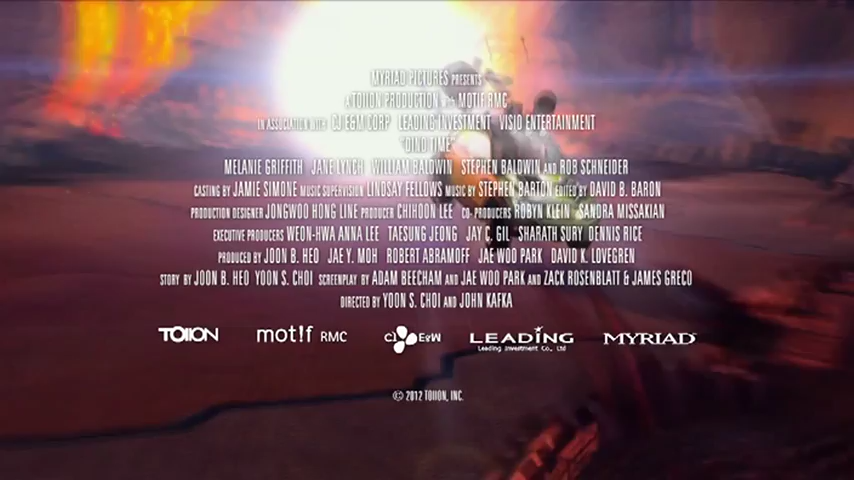 MYRIAD PICTURES PRESENTS
A TOIION PRODUCTION WITH MOTIF RMC
IN ASSOCIATION WITH CJ E&M CORP LEADING INVESTMENT VISIO ENTERTAINMENT
"DINO TIME"
MELANIE GRIFFITH JANE LYNCH WILLIAM BALDWIN STEPHEN BALDWIN AND ROB SCHNEIDER
CASTING BY JAMIE SIMONE MUSIC SUPERVISION LINDSAY FELLOWS MUSIC BY STEPHEN BARTON EDITED BY DAVID B. BARON
PRODUCTION DESIGNER JONGWOO HONG LINE PRODUCER CHIHOON LEE CO-PRODUCERS ROBYN KLEIN SANDRA MISSAKIAN
EXECUTIVE PRODUCERS WEON-HWA ANNA LEE TAESUNG JEONG JAY C. GIL SHARATH SURY DENNIS RICE
PRODUCED BY JOON B. HEO JAE Y. MOH ROBERT ABRAMOFF JAE WOO PARK DAVID K. LOVEGREN
STORY BY JOON B. HEO YOON S. CHOI SCREENPLAY BY ADAM BEECHAM AND JAE WOO PARK AND ZACK ROSENBLATT & JAMES GRECO
DIRECTED BY YOON S. CHOI AND JOHN KAFKA
TOIION mot!f RMC CJ E&M LEADING MYRIAD
Leading Investment Co., Ltd
© 2012 TOIION, INC.